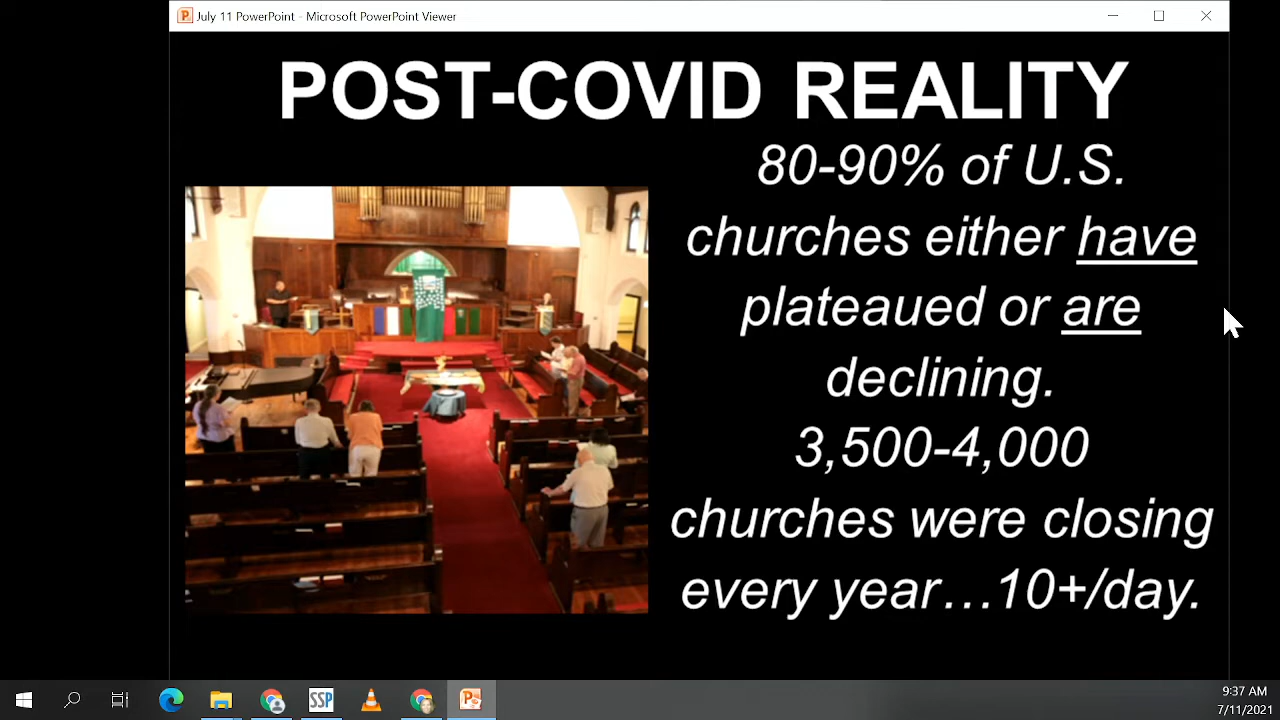 July 11 PowerPoint - Microsoft PowerPoint Viewer
POST-COVID REALITY
80-90% of U.S.
churches either have
plateaued or are
declining.
3,500-4,000
churches were closing
every year…10+/day.
SSP
9:37 AM
7/11/2021